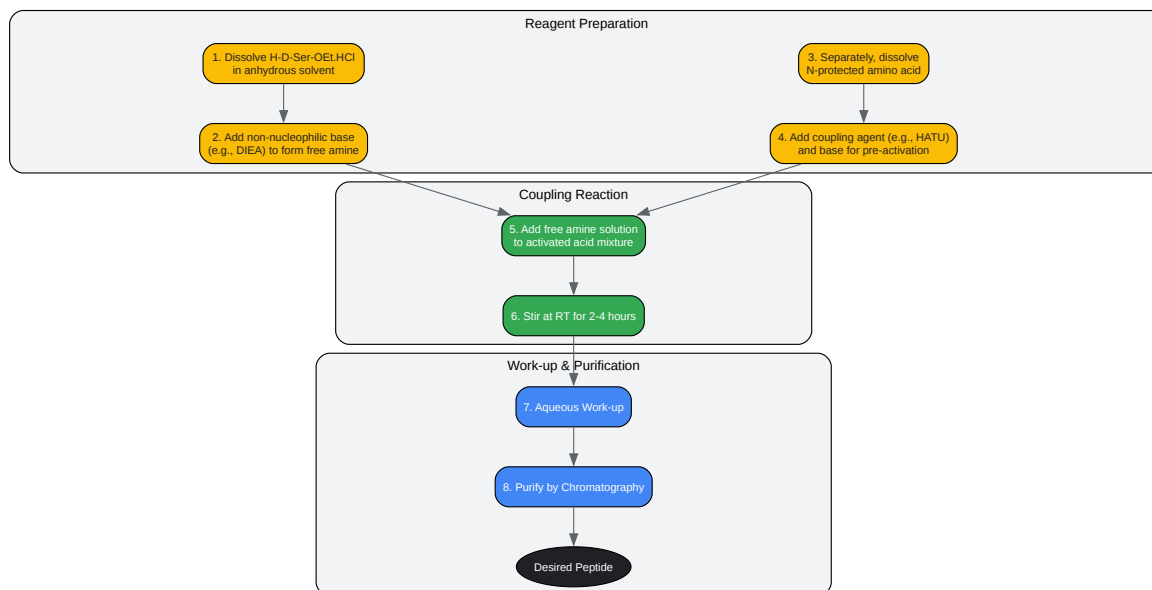 Reagent Preparation
1. Dissolve H-D-Ser-OEt.HCl
in anhydrous solvent
3. Separately, dissolve
N-protected amino acid
2. Add non-nucleophilic base
(e.g., DIEA) to form free amine
4. Add coupling agent (e.g., HATU)
and base for pre-activation
Coupling Reaction
5. Add free amine solution
to activated acid mixture
6. Stir at RT for 2-4 hours
Work-up & Purification
7. Aqueous Work-up
8. Purify by Chromatography
Desired Peptide